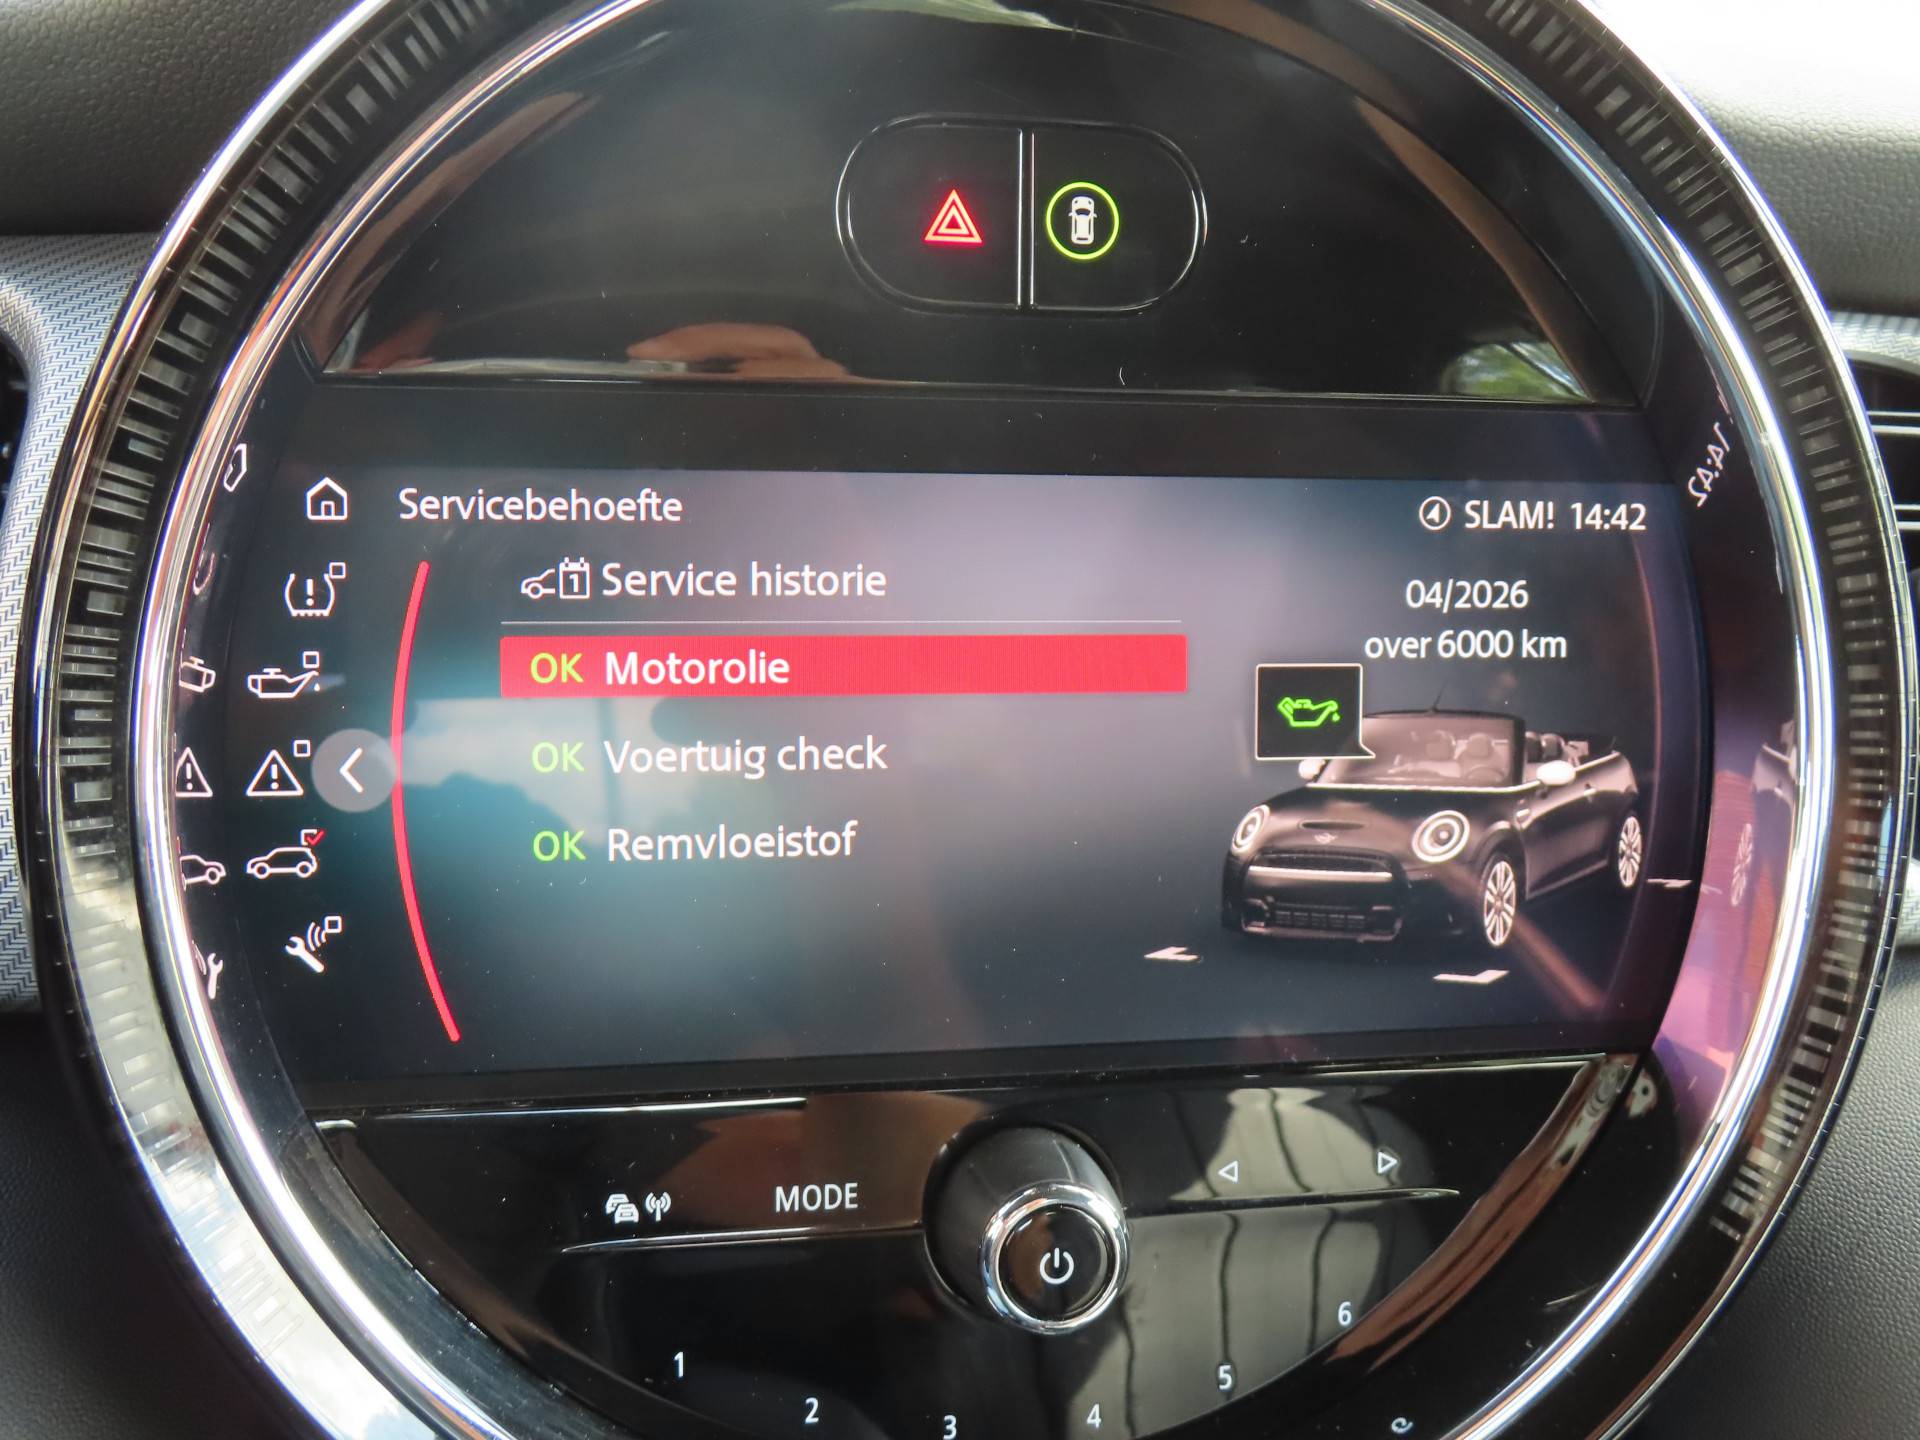 Servicebehoefte
SLAM! 14:42
1 Service historie
04/2026
over 6000 km
OK Motorolie
OK Voertuig check
OK Remvloeistof
MODE
1
2
3
4
5
6